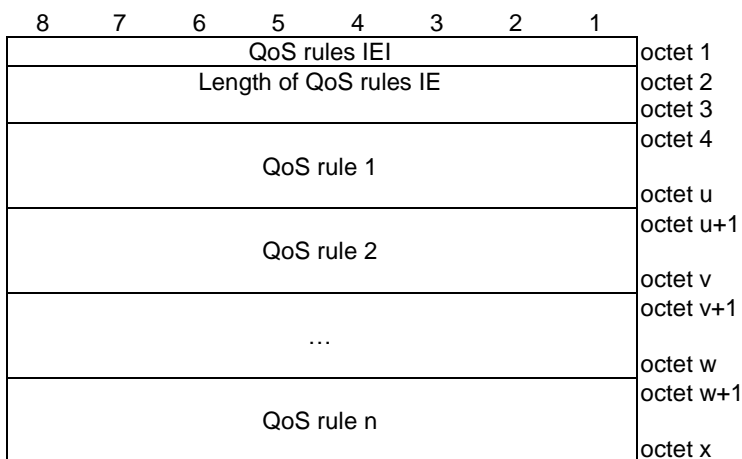 8 7 6 5 4 3 2 1
QoS rules IEI octet 1
Length of QoS rules IE octet 2
octet 3
octet 4
QoS rule 1
octet u
octet u+1
QoS rule 2
octet v
octet v+1
…
octet w
octet w+1
QoS rule n
octet x